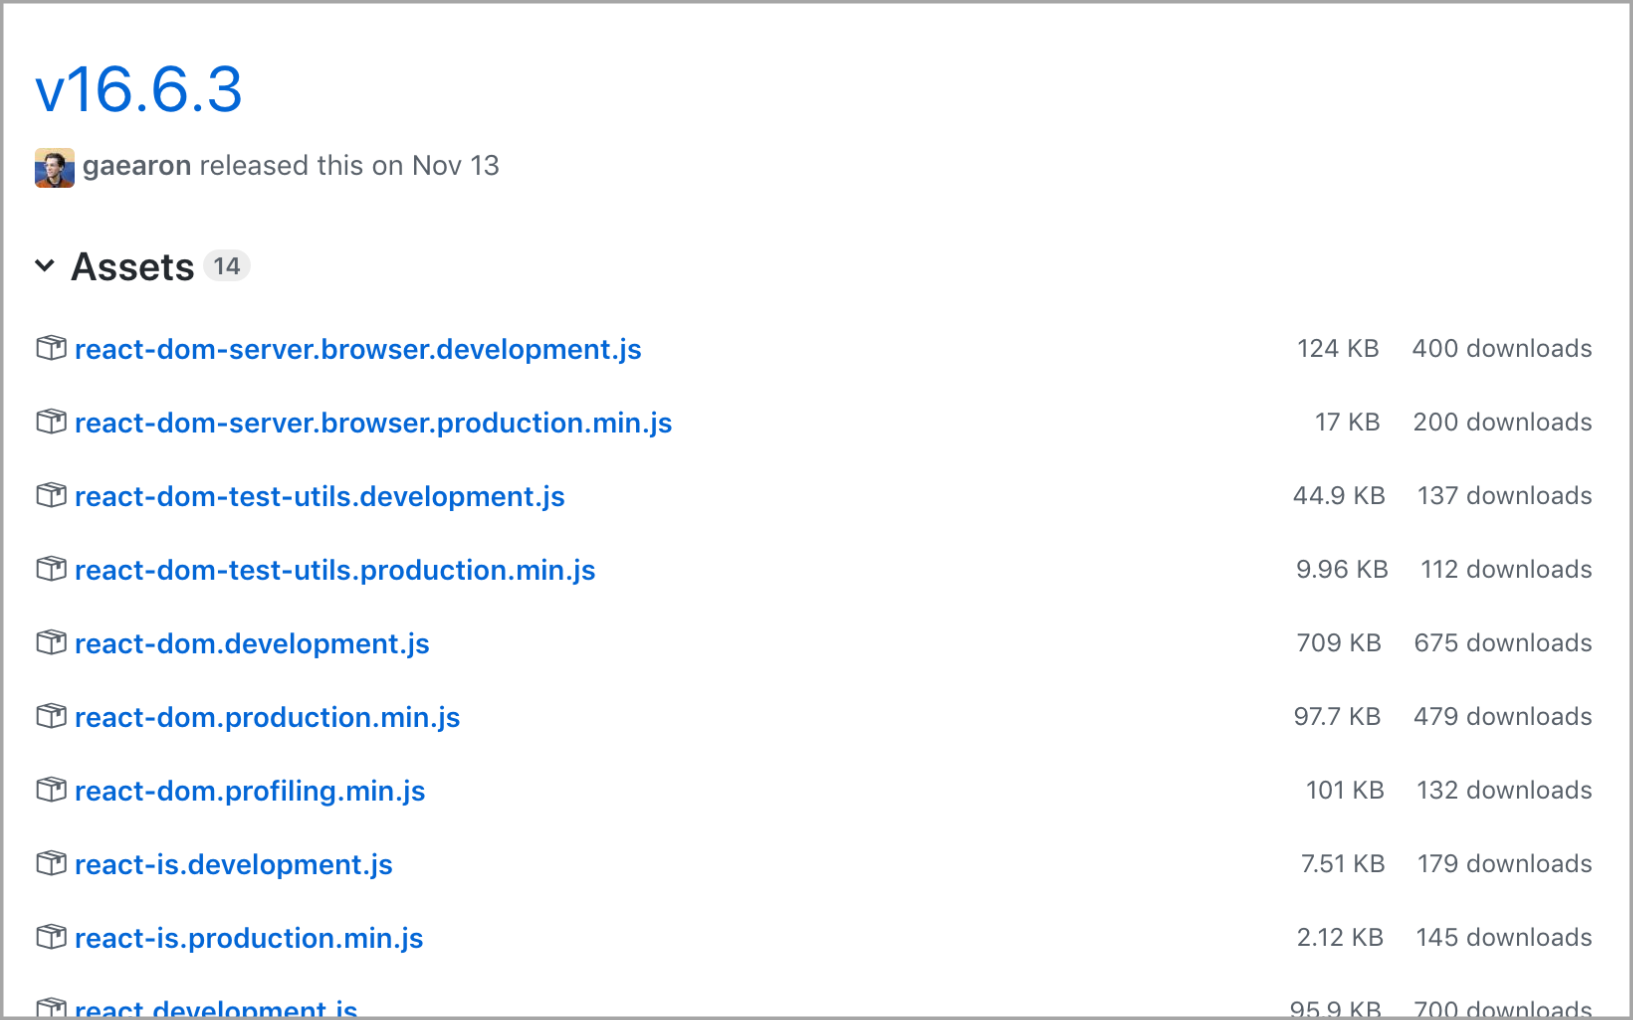 v16.6.3
gaearon released this on Nov 13
Assets 14
react-dom-server.browser.development.js 124 KB 400 downloads
react-dom-server.browser.production.min.js 17 KB 200 downloads
react-dom-test-utils.development.js 44.9 KB 137 downloads
react-dom-test-utils.production.min.js 9.96 KB 112 downloads
react-dom.development.js 709 KB 675 downloads
react-dom.production.min.js 97.7 KB 479 downloads
react-dom.profiling.min.js 101 KB 132 downloads
react-is.development.js 7.51 KB 179 downloads
react-is.production.min.js 2.12 KB 145 downloads
react.development.js 95.9 KB 700 downloads